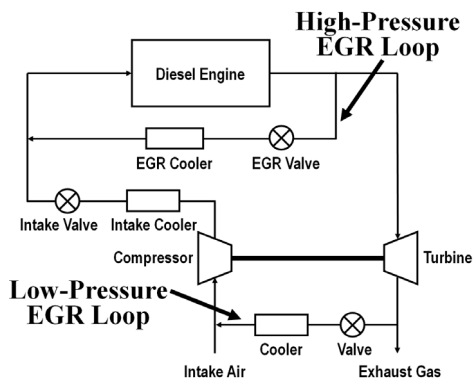 High-Pressure
EGR Loop
Diesel Engine
EGR Cooler
EGR Valve
Intake Valve
Intake Cooler
Compressor
Turbine
Low-Pressure
EGR Loop
Cooler
Valve
Intake Air
Exhaust Gas